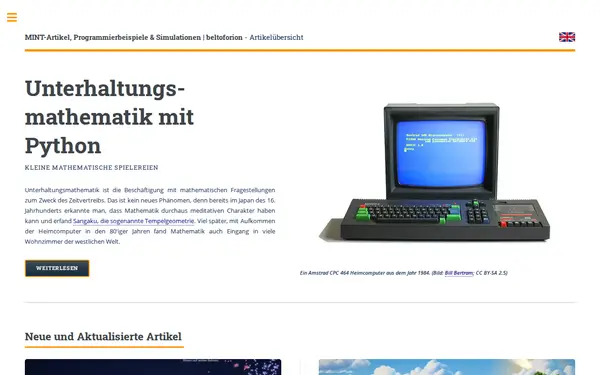 MINT-Artikel, Programmierbeispiele & Simulationen | beltoforion - Artikelübersicht
Unterhaltungs-
mathematik mit
Python
KLEINE MATHEMATISCHE SPIELEREIEN
Unterhaltungsmathematik ist die Beschäftigung mit mathematischen Fragestellungen
zum Zweck des Zeitvertreibs. Das ist kein neues Phänomen, denn bereits im Japan des 16.
Jahrhunderts erkannte man, dass Mathematik durchaus meditativen Charakter haben
kann und erfand Sangaku, die sogenannte Tempelgeometrie. Viel später, mit Aufkommen
der Heimcomputer in den 80'iger Jahren fand Mathematik auch Eingang in viele
Wohnzimmer der westlichen Welt.
WEITERLESEN
Ein Amstrad CPC 464 Heimcomputer aus dem Jahr 1984. (Bild: Bill Bertram; CC BY-SA 2.5)
Neue und Aktualisierte Artikel